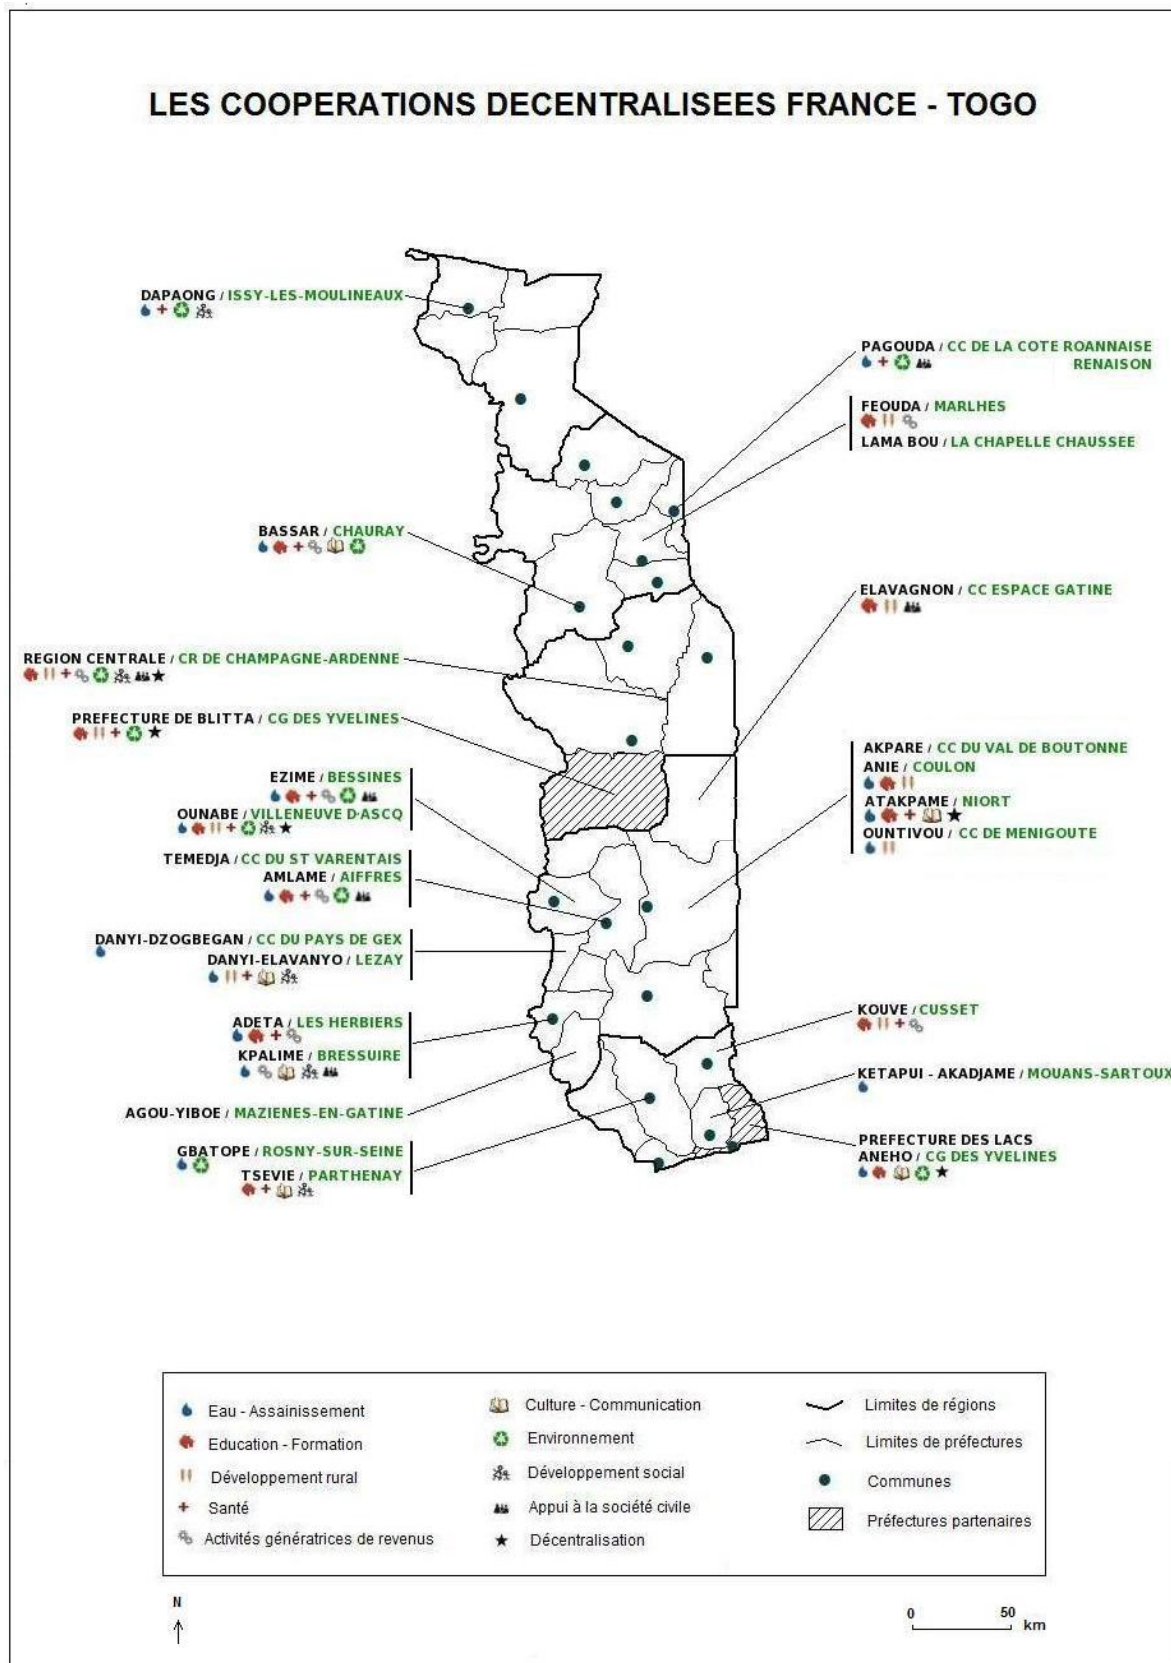 LES COOPERATIONS DECENTRALISEES FRANCE - TOGO
DAPAONG / ISSY-LES-MOULINEAUX
PAGOUDA / CC DE LA COTE ROANNAISE
RENAISON
FEOUDA / MARLHES
LAMA BOU / LA CHAPELLE CHAUSSEE
BASSAR / CHAURAY
ELAVAGNON / CC ESPACE GATINE
REGION CENTRALE / CR DE CHAMPAGNE-ARDENNE
PREFECTURE DE BLITTA / CG DES YVELINES
AKPARE / CC DU VAL DE BOUTONNE
ANIE / COULON
ATAKPAME / NIORT
OUNTIVOU / CC DE MENIGOUTE
EZIME / BESSINES
OUNABE / VILLENEUVE D'ASCQ
TEMEDJA / CC DU ST VARENTAIS
AMLAME / AIFFRES
DANYI-DZOGBEGAN / CC DU PAYS DE GEX
DANYI-ELAVANYO / LEZAY
ADETA / LES HERBIERS
KPALIME / BRESSUIRE
KOUVE / CUSSET
KETAPUI - AKADJAME / MOUANS-SARTOUX
AGOU-YIBOE / MAZIENES-EN-GATINE
PREFECTURE DES LACS
ANEHO / CG DES YVELINES
GBATOPE / ROSNY-SUR-SEINE
TSEVIE / PARTHENAY
Eau - Assainissement
Education - Formation
Développement rural
Santé
Activités génératrices de revenus
Culture - Communication
Environnement
Développement social
Appui à la société civile
Décentralisation
Limites de régions
Limites de préfectures
Communes
Préfectures partenaires
N
0 50
km